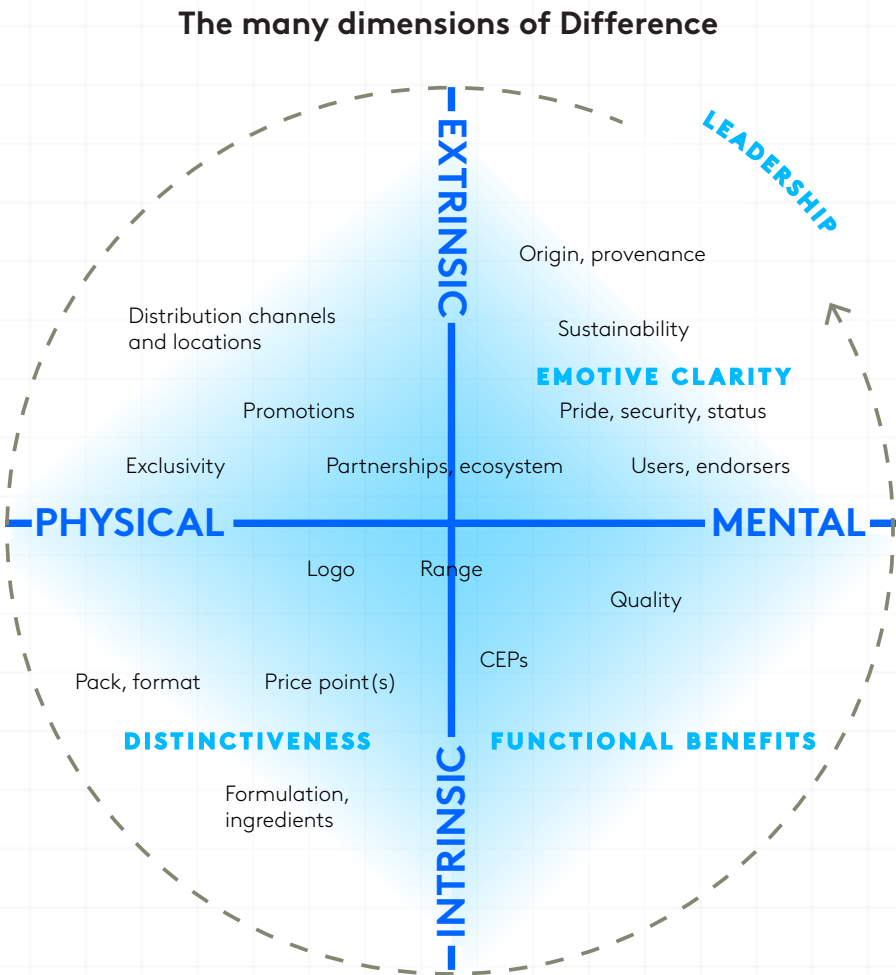 The many dimensions of Difference
LEADERSHIP
EXTRINSIC
Origin, provenance
Distribution channels
and locations
Sustainability
EMOTIVE CLARITY
Promotions
Pride, security, status
Exclusivity
Partnerships, ecosystem
Users, endorsers
PHYSICAL
MENTAL
Logo
Range
Quality
CEPs
Pack, format
Price point(s)
DISTINCTIVENESS
FUNCTIONAL BENEFITS
INTRINSIC
Formulation,
ingredients